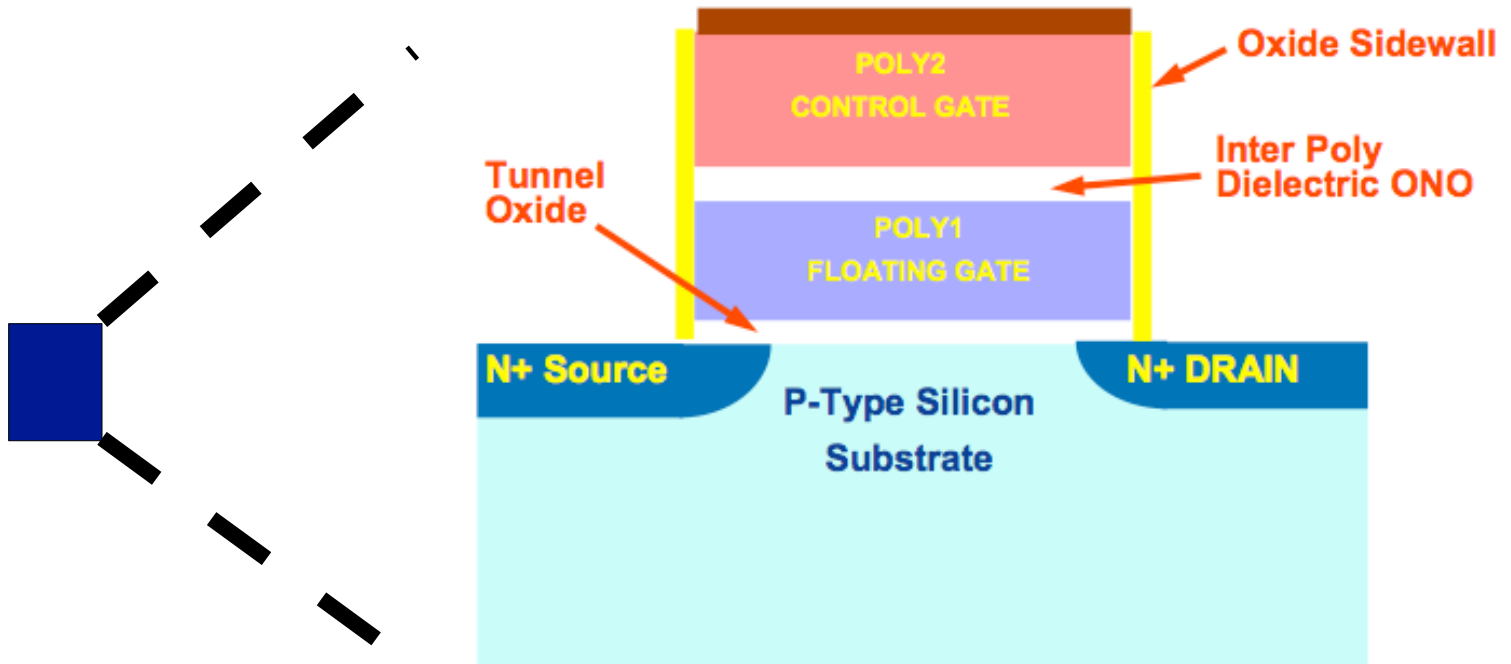 POLY2
CONTROL GATE
Oxide Sidewall
Inter Poly
Dielectric ONO
Tunnel
Oxide
POLY1
FLOATING GATE
N+ Source
N+ DRAIN
P-Type Silicon
Substrate